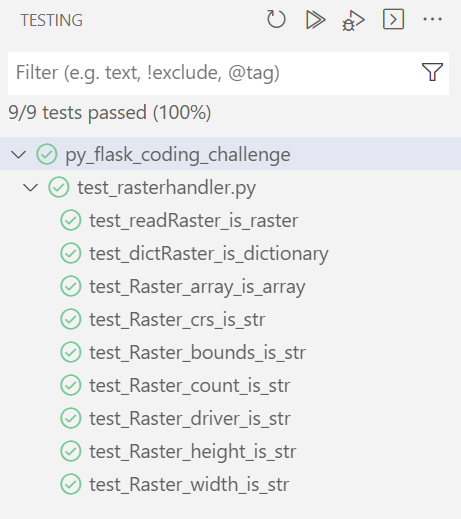 TESTING
Filter (e.g. text, !exclude, @tag)
9/9 tests passed (100%)
py_flask_coding_challenge
test_rasterhandler.py
test_readRaster_is_raster
test_dictRaster_is_dictionary
test_Raster_array_is_array
test_Raster_crs_is_str
test_Raster_bounds_is_str
test_Raster_count_is_str
test_Raster_driver_is_str
test_Raster_height_is_str
test_Raster_width_is_str